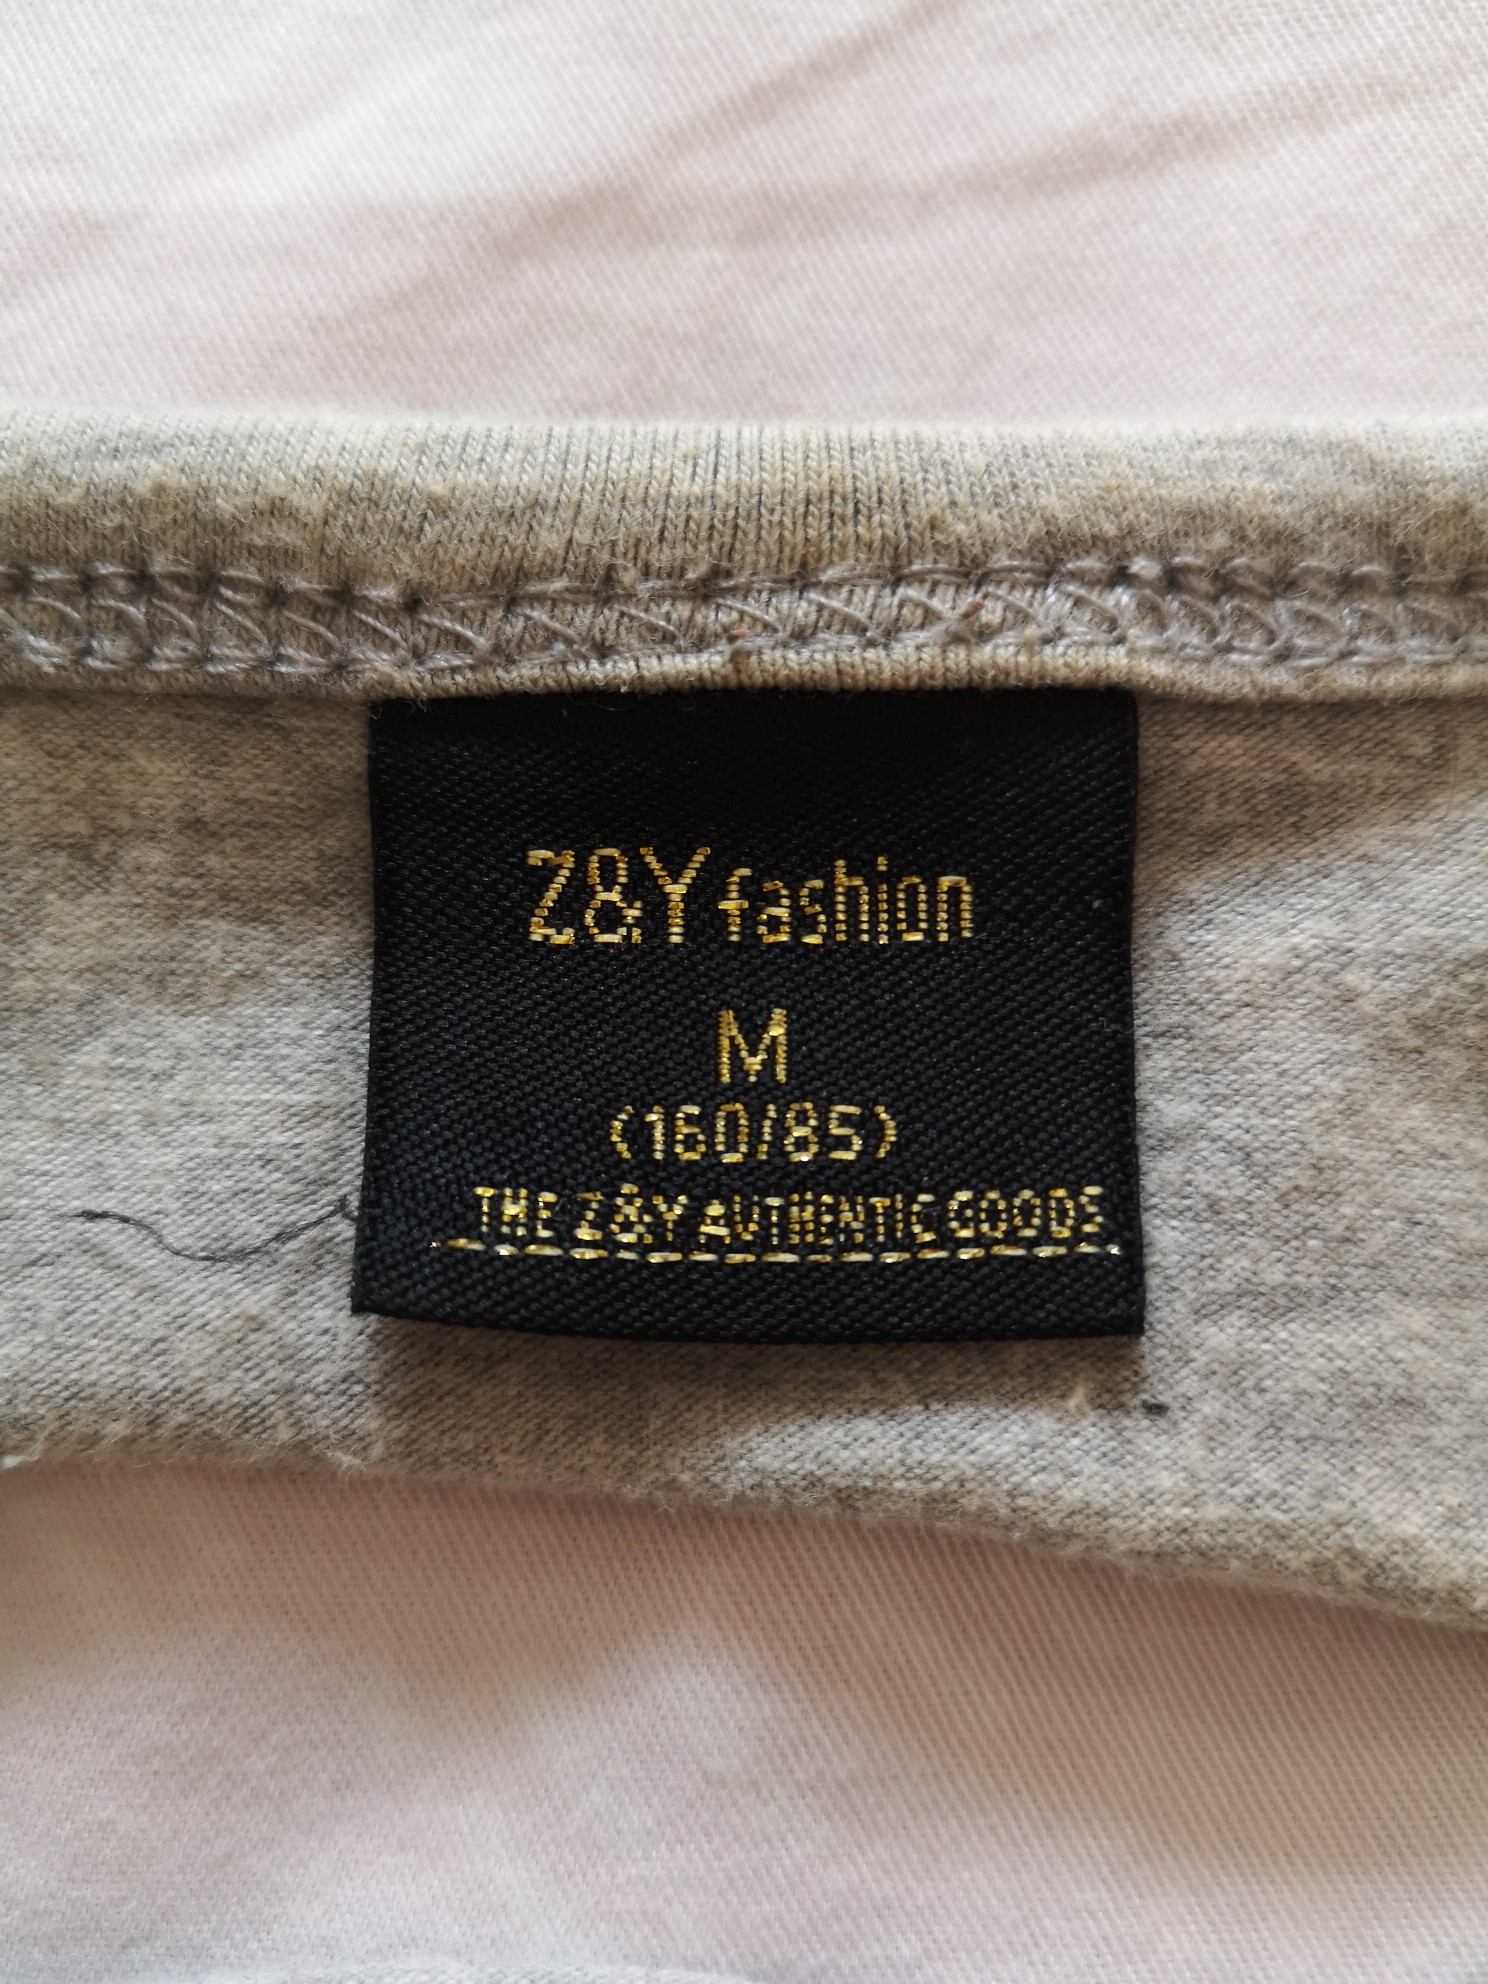 Z&Y fashion
M
(160/85)
THE Z&Y AUTHENTIC GOODS